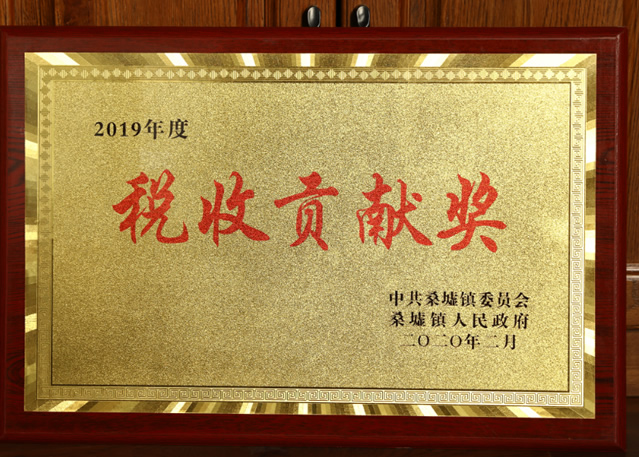 2019年度
税收贡献奖
中共桑墟镇委员会
桑墟镇人民政府
二〇二〇年二月